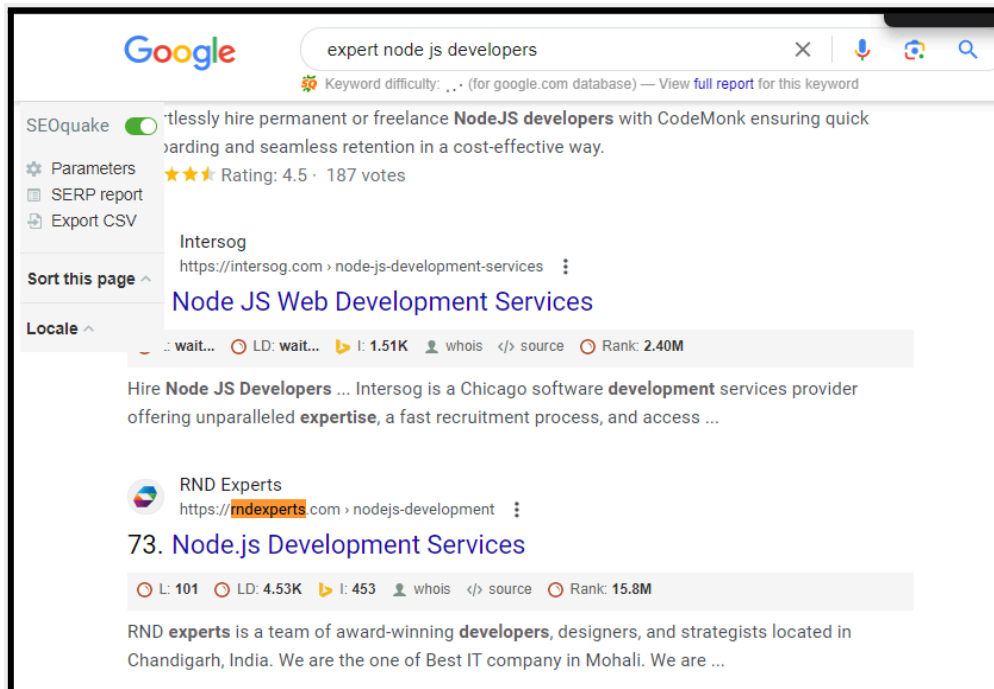 Google
expert node js developers
SQ Keyword difficulty: (for google.com database) — View full report for this keyword
SEOquake
Parameters
SERP report
Export CSV
Sort this page
Locale
hire permanent or freelance NodeJS developers with CodeMonk ensuring quick
and seamless retention in a cost-effective way.
Rating: 4.5 · 187 votes
Intersog
https://intersog.com › node-js-development-services
Node JS Web Development Services
wait... LD: wait... I: 1.51K whois </> source Rank: 2.40M
Hire Node JS Developers ... Intersog is a Chicago software development services provider
offering unparalleled expertise, a fast recruitment process, and access ...
RND Experts
https://rndexperts.com › nodejs-development
73. Node.js Development Services
L: 101 LD: 4.53K I: 453 whois </> source Rank: 15.8M
RND experts is a team of award-winning developers, designers, and strategists located in
Chandigarh, India. We are the one of Best IT company in Mohali. We are ...